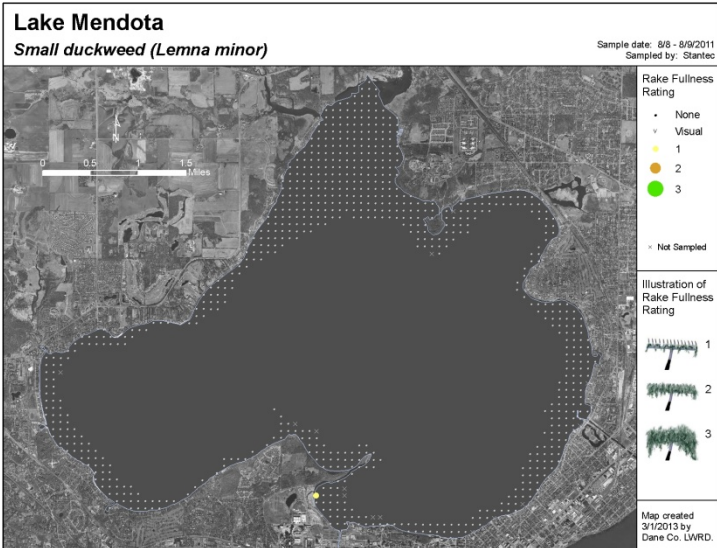 Lake Mendota
Small duckweed (Lemna minor)
Sample date: 8/8 - 8/9/2011
Sampled by: Stantec
N
0 0.5 1 1.5
Miles
Rake Fullness
Rating
None
Visual
1
2
3
Not Sampled
Illustration of
Rake Fullness
Rating
1
2
3
Map created
3/1/2013 by
Dane Co. LWRD.